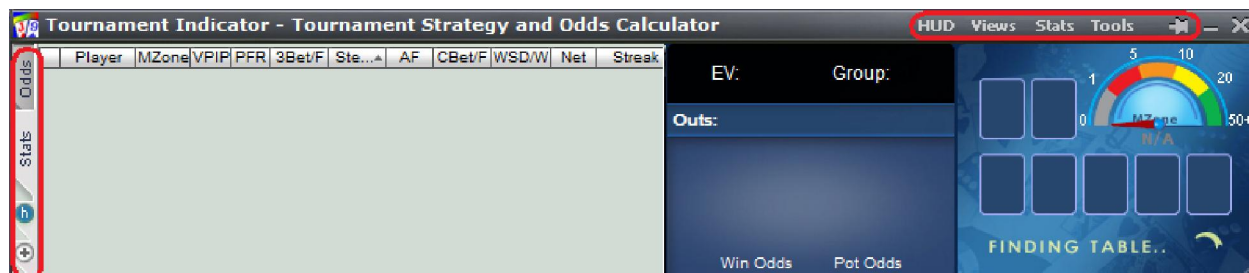 Tournament Indicator - Tournament Strategy and Odds Calculator HUD Views Stats Tools
Odds
Stats
h
Player MZone VPIP PFR 3Bet/F Ste... AF CBet/F WSD/W Net Streak
EV: Group:
Outs:
Win Odds Pot Odds
0 1 5 10 20 50+
MZone
N/A
FINDING TABLE..